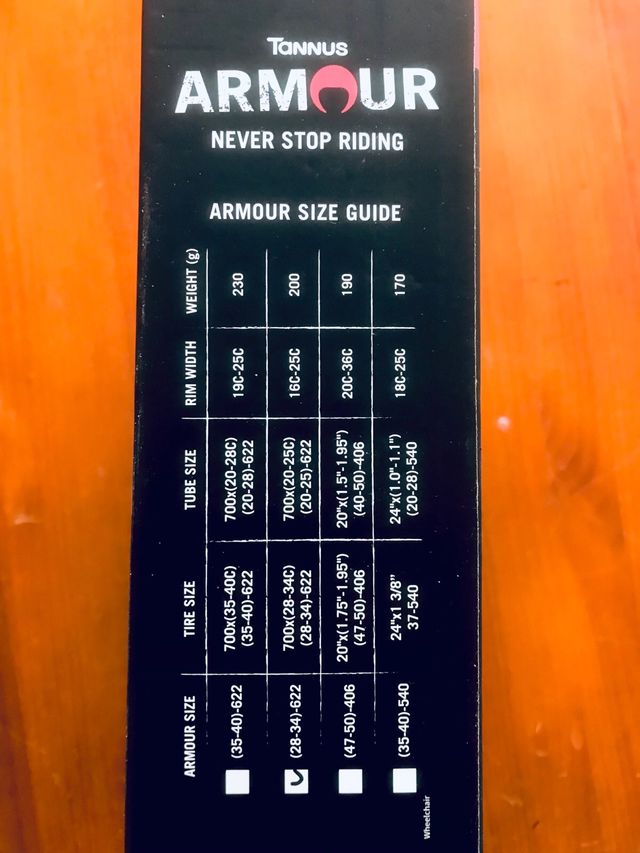 Tannus
ARMOUR
NEVER STOP RIDING
ARMOUR SIZE GUIDE
ARMOUR SIZE TIRE SIZE TUBE SIZE RIM WIDTH WEIGHT (g)
(35-40)-622 700x(35-40C) 700x(20-28C) 19C-25C 230
(35-40)-622 (20-28)-622
(28-34)-622 700x(28-34C) 700x(20-25C) 16C-25C 200
(28-34)-622 (20-25)-622
(47-50)-406 20"x(1.75"-1.95") 20"x(1.5"-1.95") 20C-36C 190
(47-50)-406 (40-50)-406
(35-40)-540 24"x1 3/8" 24"x(1.0"-1.1") 18C-25C 170
37-540 (20-28)-540
Wheelchair